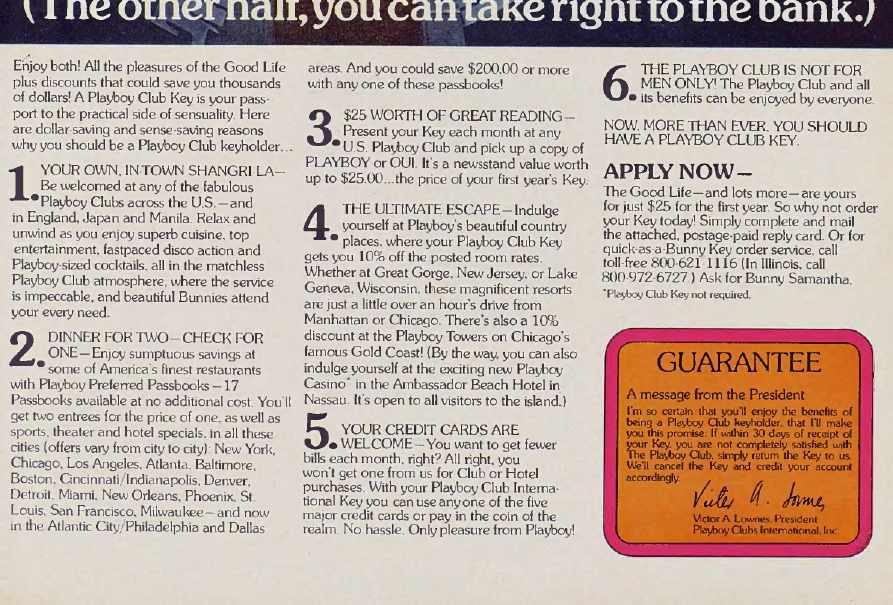 (The other half, you can take right to the bank.)
Enjoy both! All the pleasures of the Good Life
plus discounts that could save you thousands
of dollars! A Playboy Club Key is your pass-
port to the practical side of sensuality. Here
are dollar-saving and sense-saving reasons
why you should be a Playboy Club keyholder...
1. YOUR OWN, IN-TOWN SHANGRI LA—
Be welcomed at any of the fabulous
Playboy Clubs across the U.S.—and
in England, Japan and Manila. Relax and
unwind as you enjoy superb cuisine, top
entertainment, fastpaced disco action and
Playboy-sized cocktails, all in the matchless
Playboy Club atmosphere, where the service
is impeccable, and beautiful Bunnies attend
your every need.
2. DINNER FOR TWO—CHECK FOR
ONE—Enjoy sumptuous savings at
some of America's finest restaurants
with Playboy Preferred Passbooks—17
Passbooks available at no additional cost. You'll
get two entrees for the price of one, as well as
sports, theater and hotel specials, in all these
cities (offers vary from city to city): New York,
Chicago, Los Angeles, Atlanta, Baltimore,
Boston, Cincinnati/Indianapolis, Denver,
Detroit, Miami, New Orleans, Phoenix, St.
Louis, San Francisco, Milwaukee—and now
in the Atlantic City/Philadelphia and Dallas
areas. And you could save $200.00 or more
with any one of these passbooks!
3. $25 WORTH OF GREAT READING—
Present your Key each month at any
U.S. Playboy Club and pick up a copy of
PLAYBOY or OUI. It's a newsstand value worth
up to $25.00...the price of your first year's Key.
4. THE ULTIMATE ESCAPE—Indulge
yourself at Playboy's beautiful country
places, where your Playboy Club Key
gets you 10% off the posted room rates.
Whether at Great Gorge, New Jersey, or Lake
Geneva, Wisconsin, these magnificent resorts
are just a little over an hour's drive from
Manhattan or Chicago. There's also a 10%
discount at the Playboy Towers on Chicago's
famous Gold Coast! (By the way, you can also
indulge yourself at the exciting new Playboy
Casino* in the Ambassador Beach Hotel in
Nassau. It's open to all visitors to the island.)
5. YOUR CREDIT CARDS ARE
WELCOME—You want to get fewer
bills each month, right? All right, you
won't get one from us for Club or Hotel
purchases. With your Playboy Club Interna-
tional Key you can use any one of the five
major credit cards or pay in the coin of the
realm. No hassle. Only pleasure from Playboy!
6. THE PLAYBOY CLUB IS NOT FOR
MEN ONLY! The Playboy Club and all
its benefits can be enjoyed by everyone.
NOW, MORE THAN EVER, YOU SHOULD
HAVE A PLAYBOY CLUB KEY.
APPLY NOW—
The Good Life—and lots more—are yours
for just $25 for the first year. So why not order
your Key today! Simply complete and mail
the attached, postage-paid reply card. Or for
quick-as-a-Bunny Key order service, call
toll-free 800-621-1116 (In Illinois, call
800-972-6727.) Ask for Bunny Samantha.
*Playboy Club Key not required.
GUARANTEE
A message from the President
I'm so certain that you'll enjoy the benefits of
being a Playboy Club keyholder, that I'll make
you this promise: If within 30 days of receipt of
your Key, you are not completely satisfied with
The Playboy Club, simply return the Key to us.
We'll cancel the Key and credit your account
accordingly.
Victor A. Lownes
Victor A. Lownes, President
Playboy Clubs International, Inc.